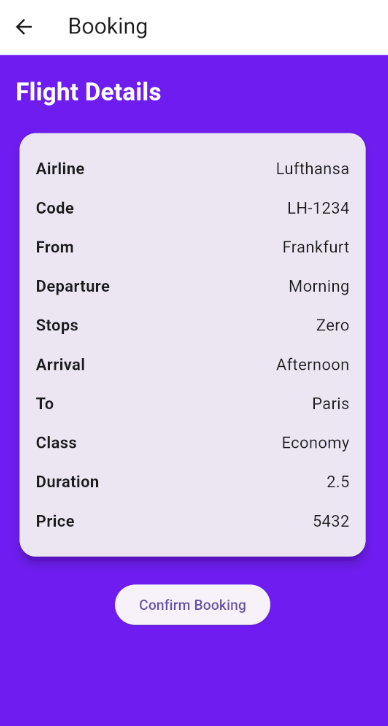 Booking
Flight Details
Airline Lufthansa
Code LH-1234
From Frankfurt
Departure Morning
Stops Zero
Arrival Afternoon
To Paris
Class Economy
Duration 2.5
Price 5432
Confirm Booking